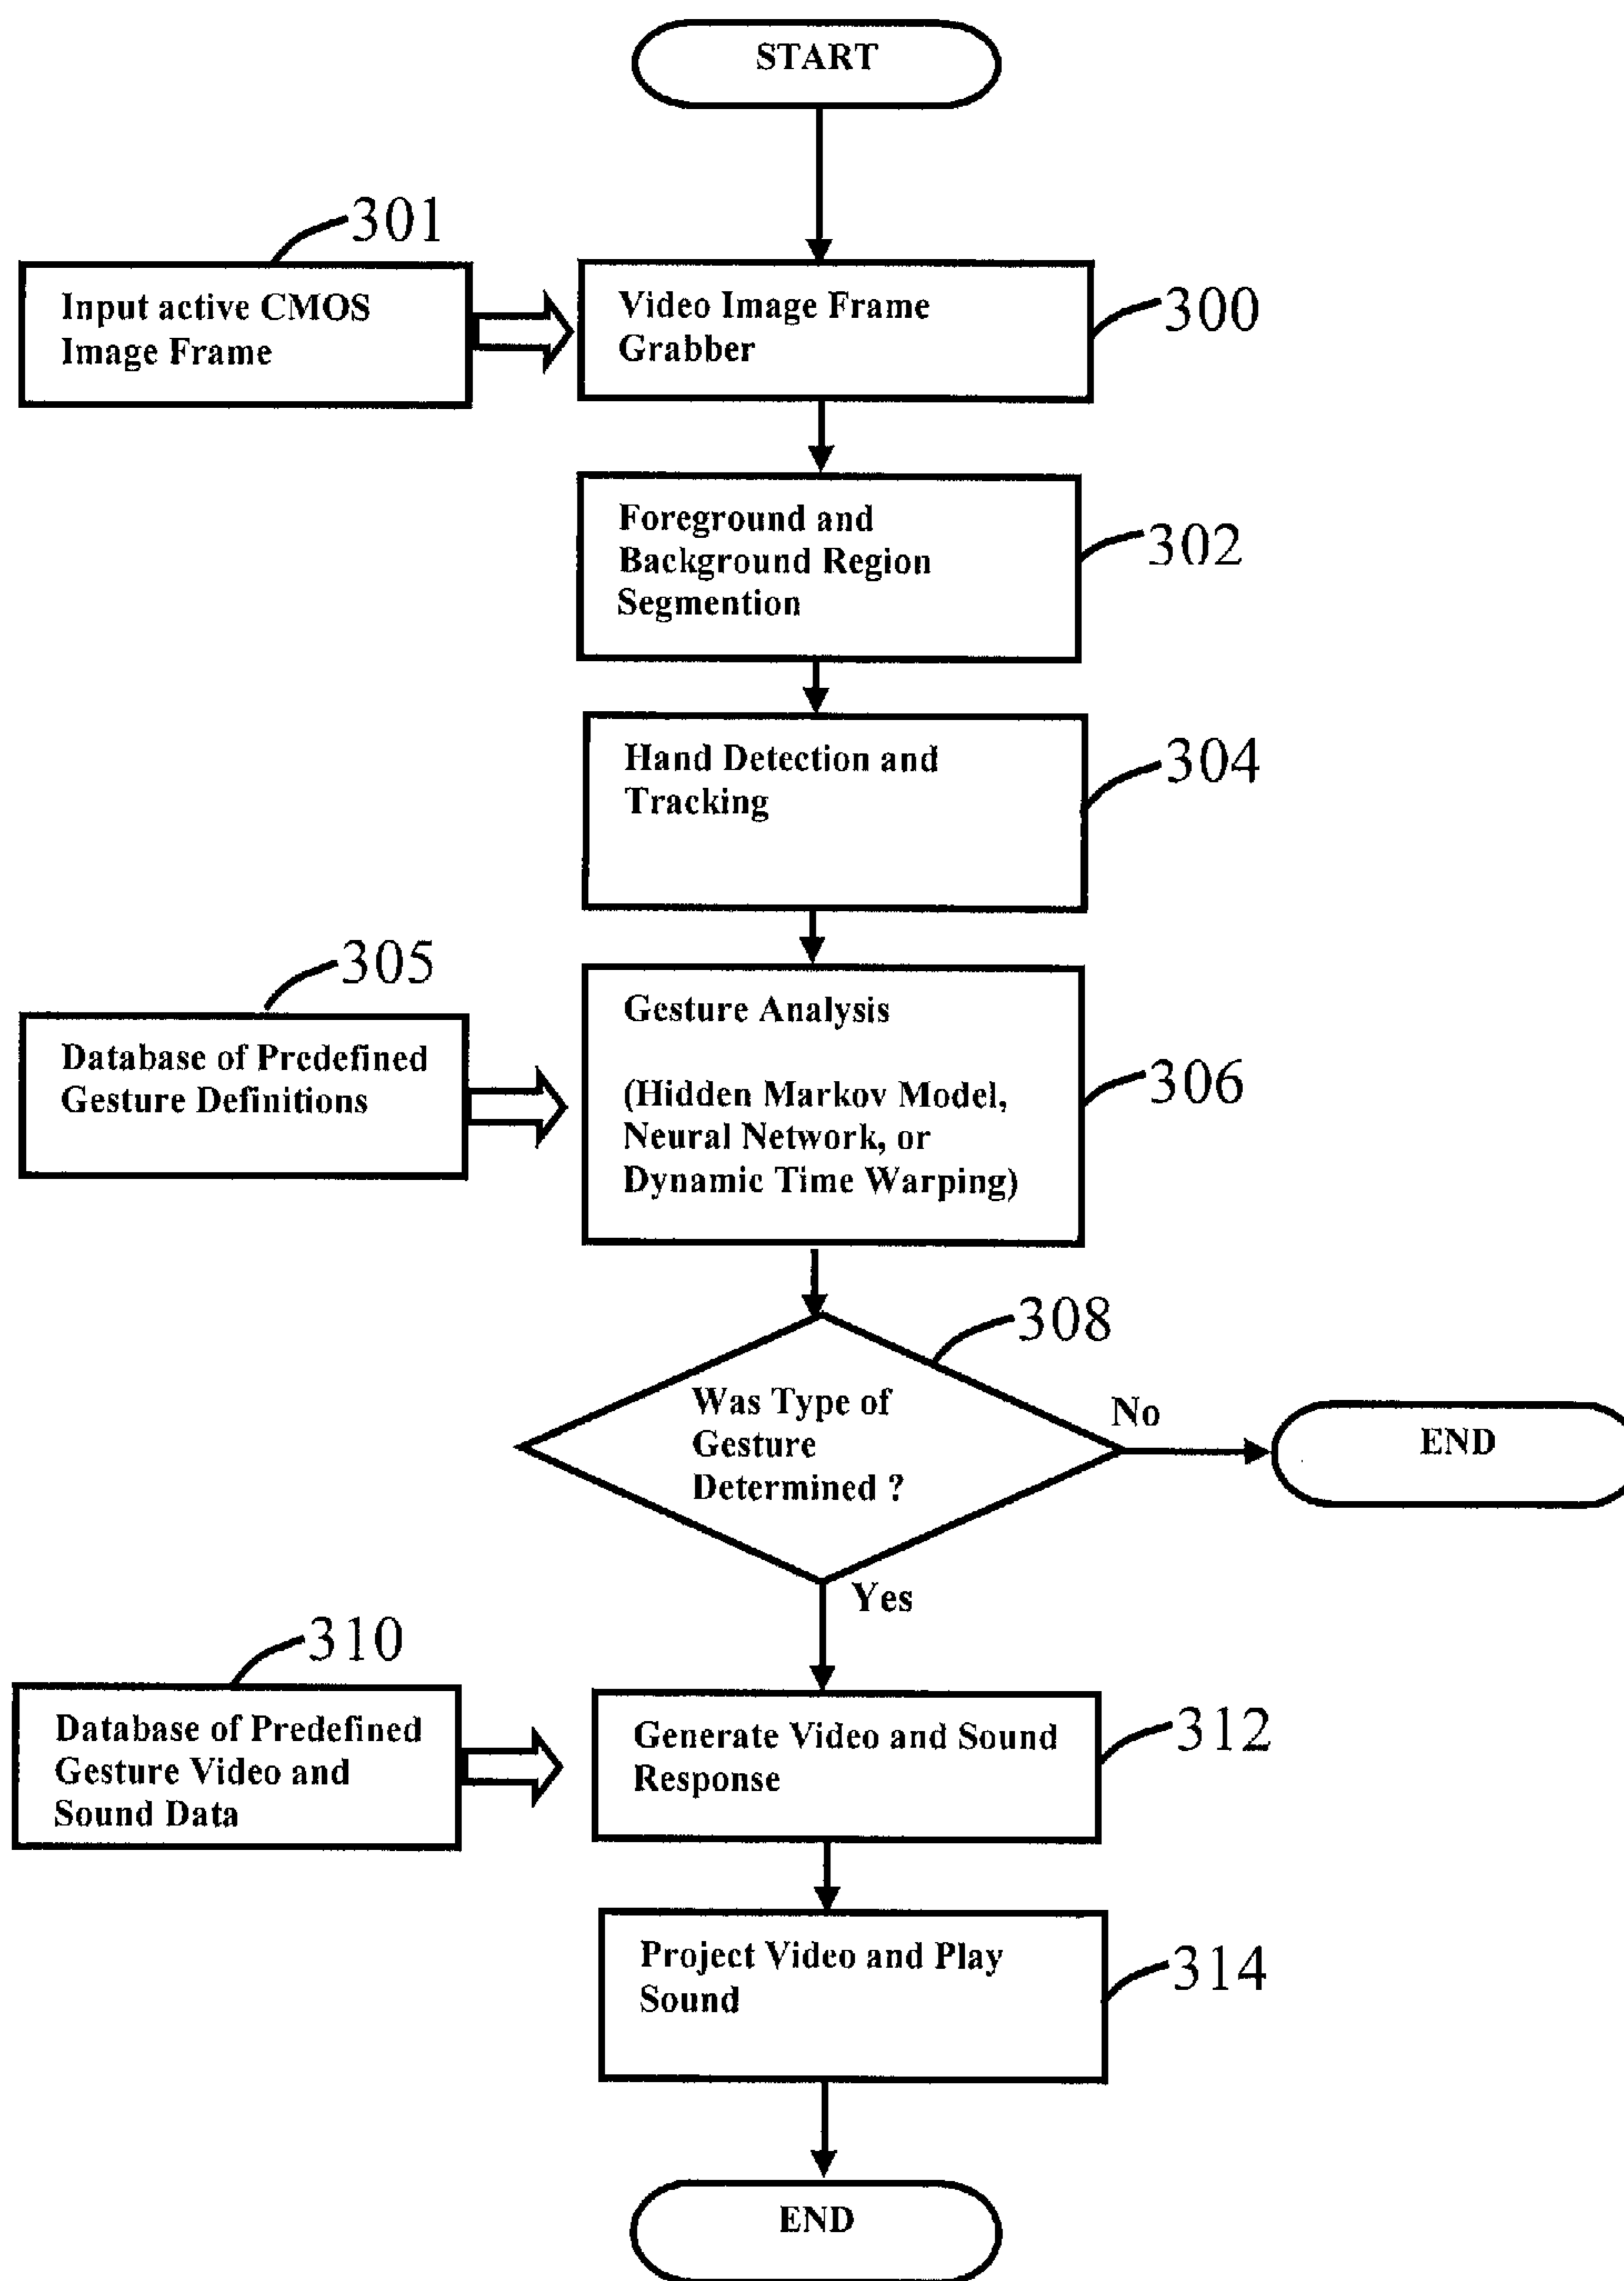 START
301
Input active CMOS
Image Frame
Video Image Frame
Grabber
300
Foreground and
Background Region
Segmention
302
Hand Detection and
Tracking
304
305
Database of Predefined
Gesture Definitions
Gesture Analysis
(Hidden Markov Model,
Neural Network, or
Dynamic Time Warping)
306
308
Was Type of
Gesture
Determined ?
No
END
Yes
310
Database of Predefined
Gesture Video and
Sound Data
Generate Video and Sound
Response
312
Project Video and Play
Sound
314
END